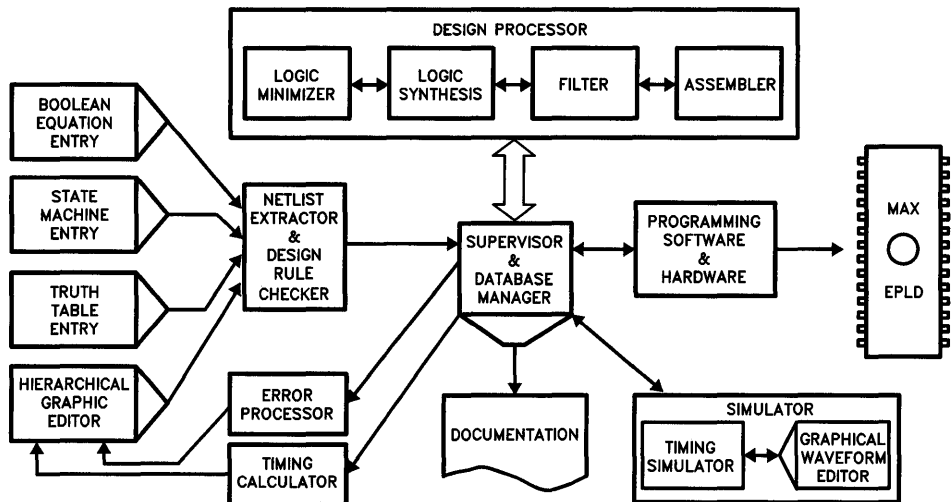 DESIGN PROCESSOR
LOGIC
MINIMIZER
LOGIC
SYNTHESIS
FILTER
ASSEMBLER
BOOLEAN
EQUATION
ENTRY
STATE
MACHINE
ENTRY
TRUTH
TABLE
ENTRY
HIERARCHICAL
GRAPHIC
EDITOR
NETLIST
EXTRACTOR
&
DESIGN
RULE
CHECKER
SUPERVISOR
&
DATABASE
MANAGER
PROGRAMMING
SOFTWARE
&
HARDWARE
MAX
EPLD
ERROR
PROCESSOR
TIMING
CALCULATOR
DOCUMENTATION
SIMULATOR
TIMING
SIMULATOR
GRAPHICAL
WAVEFORM
EDITOR